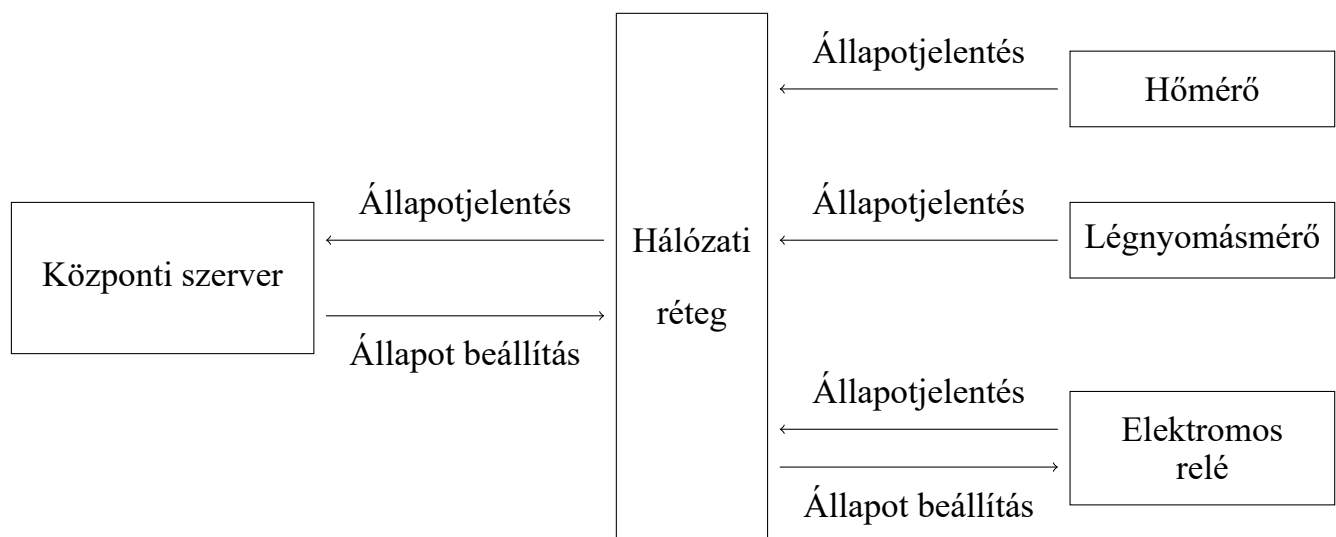 Állapotjelentés
Hőmérő
Állapotjelentés
Állapotjelentés
Hálózati
Légnyomásmérő
Központi szerver
réteg
Állapot beállítás
Állapotjelentés
Elektromos
relé
Állapot beállítás